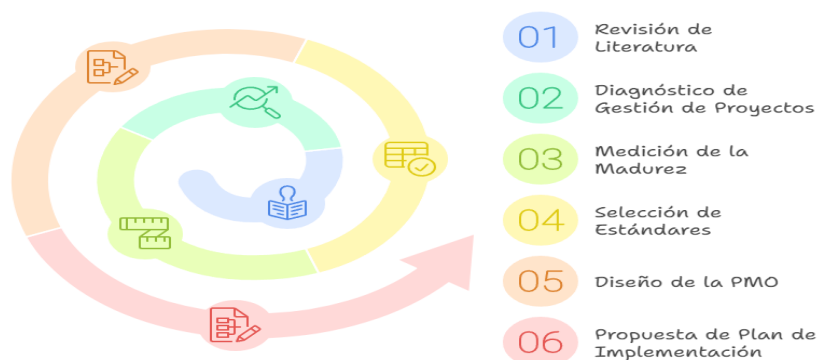 01
Revisión de
Literatura
02
Diagnóstico de
Gestión de Proyectos
03
Medición de la
Madurez
04
Selección de
Estándares
05
Diseño de la PMO
06
Propuesta de Plan de
Implementación